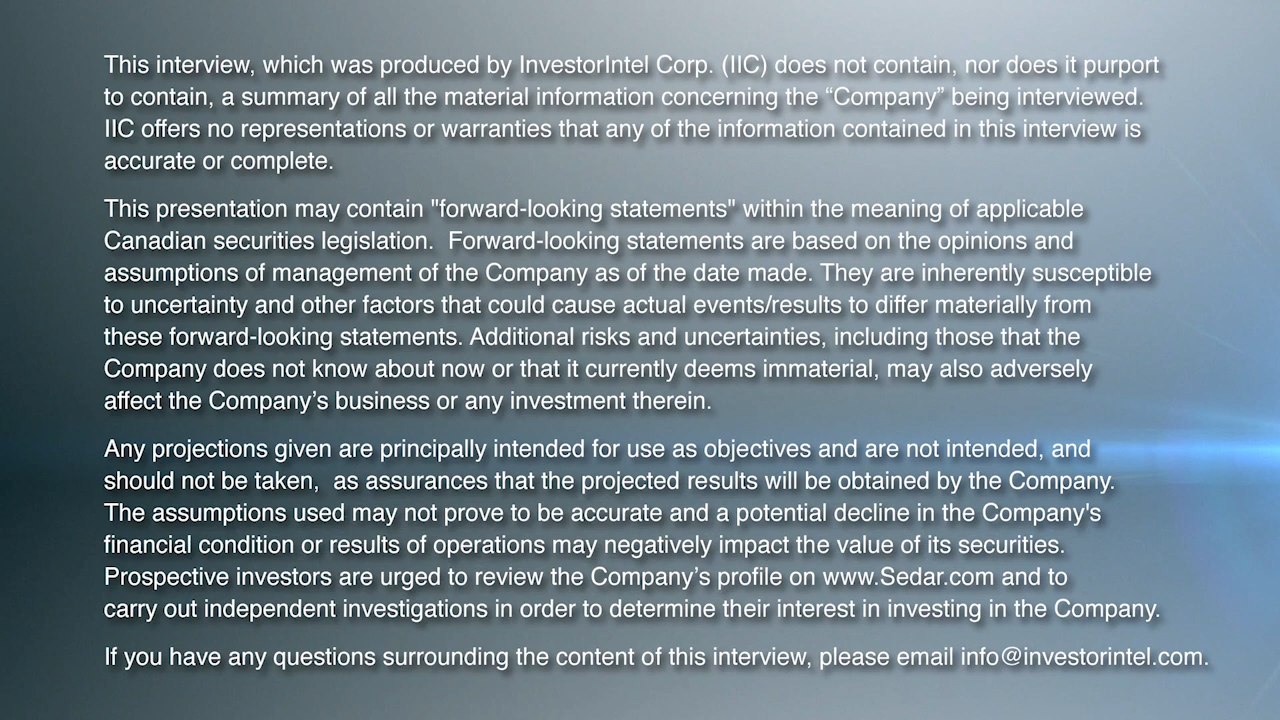 This interview, which was produced by InvestorIntel Corp. (IIC) does not contain, nor does it purport
to contain, a summary of all the material information concerning the “Company” being interviewed.
IIC offers no representations or warranties that any of the information contained in this interview is
accurate or complete.
This presentation may contain "forward-looking statements" within the meaning of applicable
Canadian securities legislation.  Forward-looking statements are based on the opinions and
assumptions of management of the Company as of the date made. They are inherently susceptible
to uncertainty and other factors that could cause actual events/results to differ materially from
these forward-looking statements. Additional risks and uncertainties, including those that the
Company does not know about now or that it currently deems immaterial, may also adversely
affect the Company’s business or any investment therein.
Any projections given are principally intended for use as objectives and are not intended, and
should not be taken,  as assurances that the projected results will be obtained by the Company.
The assumptions used may not prove to be accurate and a potential decline in the Company's
financial condition or results of operations may negatively impact the value of its securities.
Prospective investors are urged to review the Company’s profile on www.Sedar.com and to
carry out independent investigations in order to determine their interest in investing in the Company.
If you have any questions surrounding the content of this interview, please email info@investorintel.com.